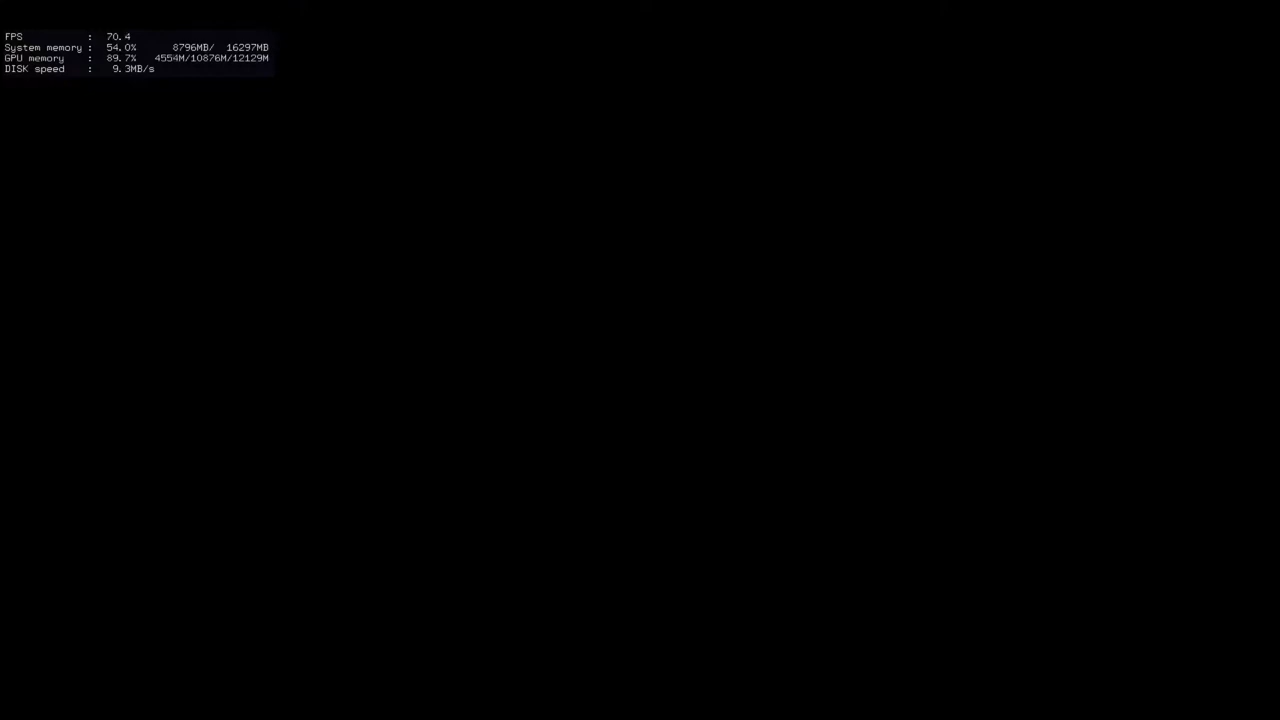 FPS : 70.4
System memory : 54.0% 8796MB/ 16297MB
GPU memory : 89.7% 4554M/10876M/12129M
DISK speed : 9.3MB/s